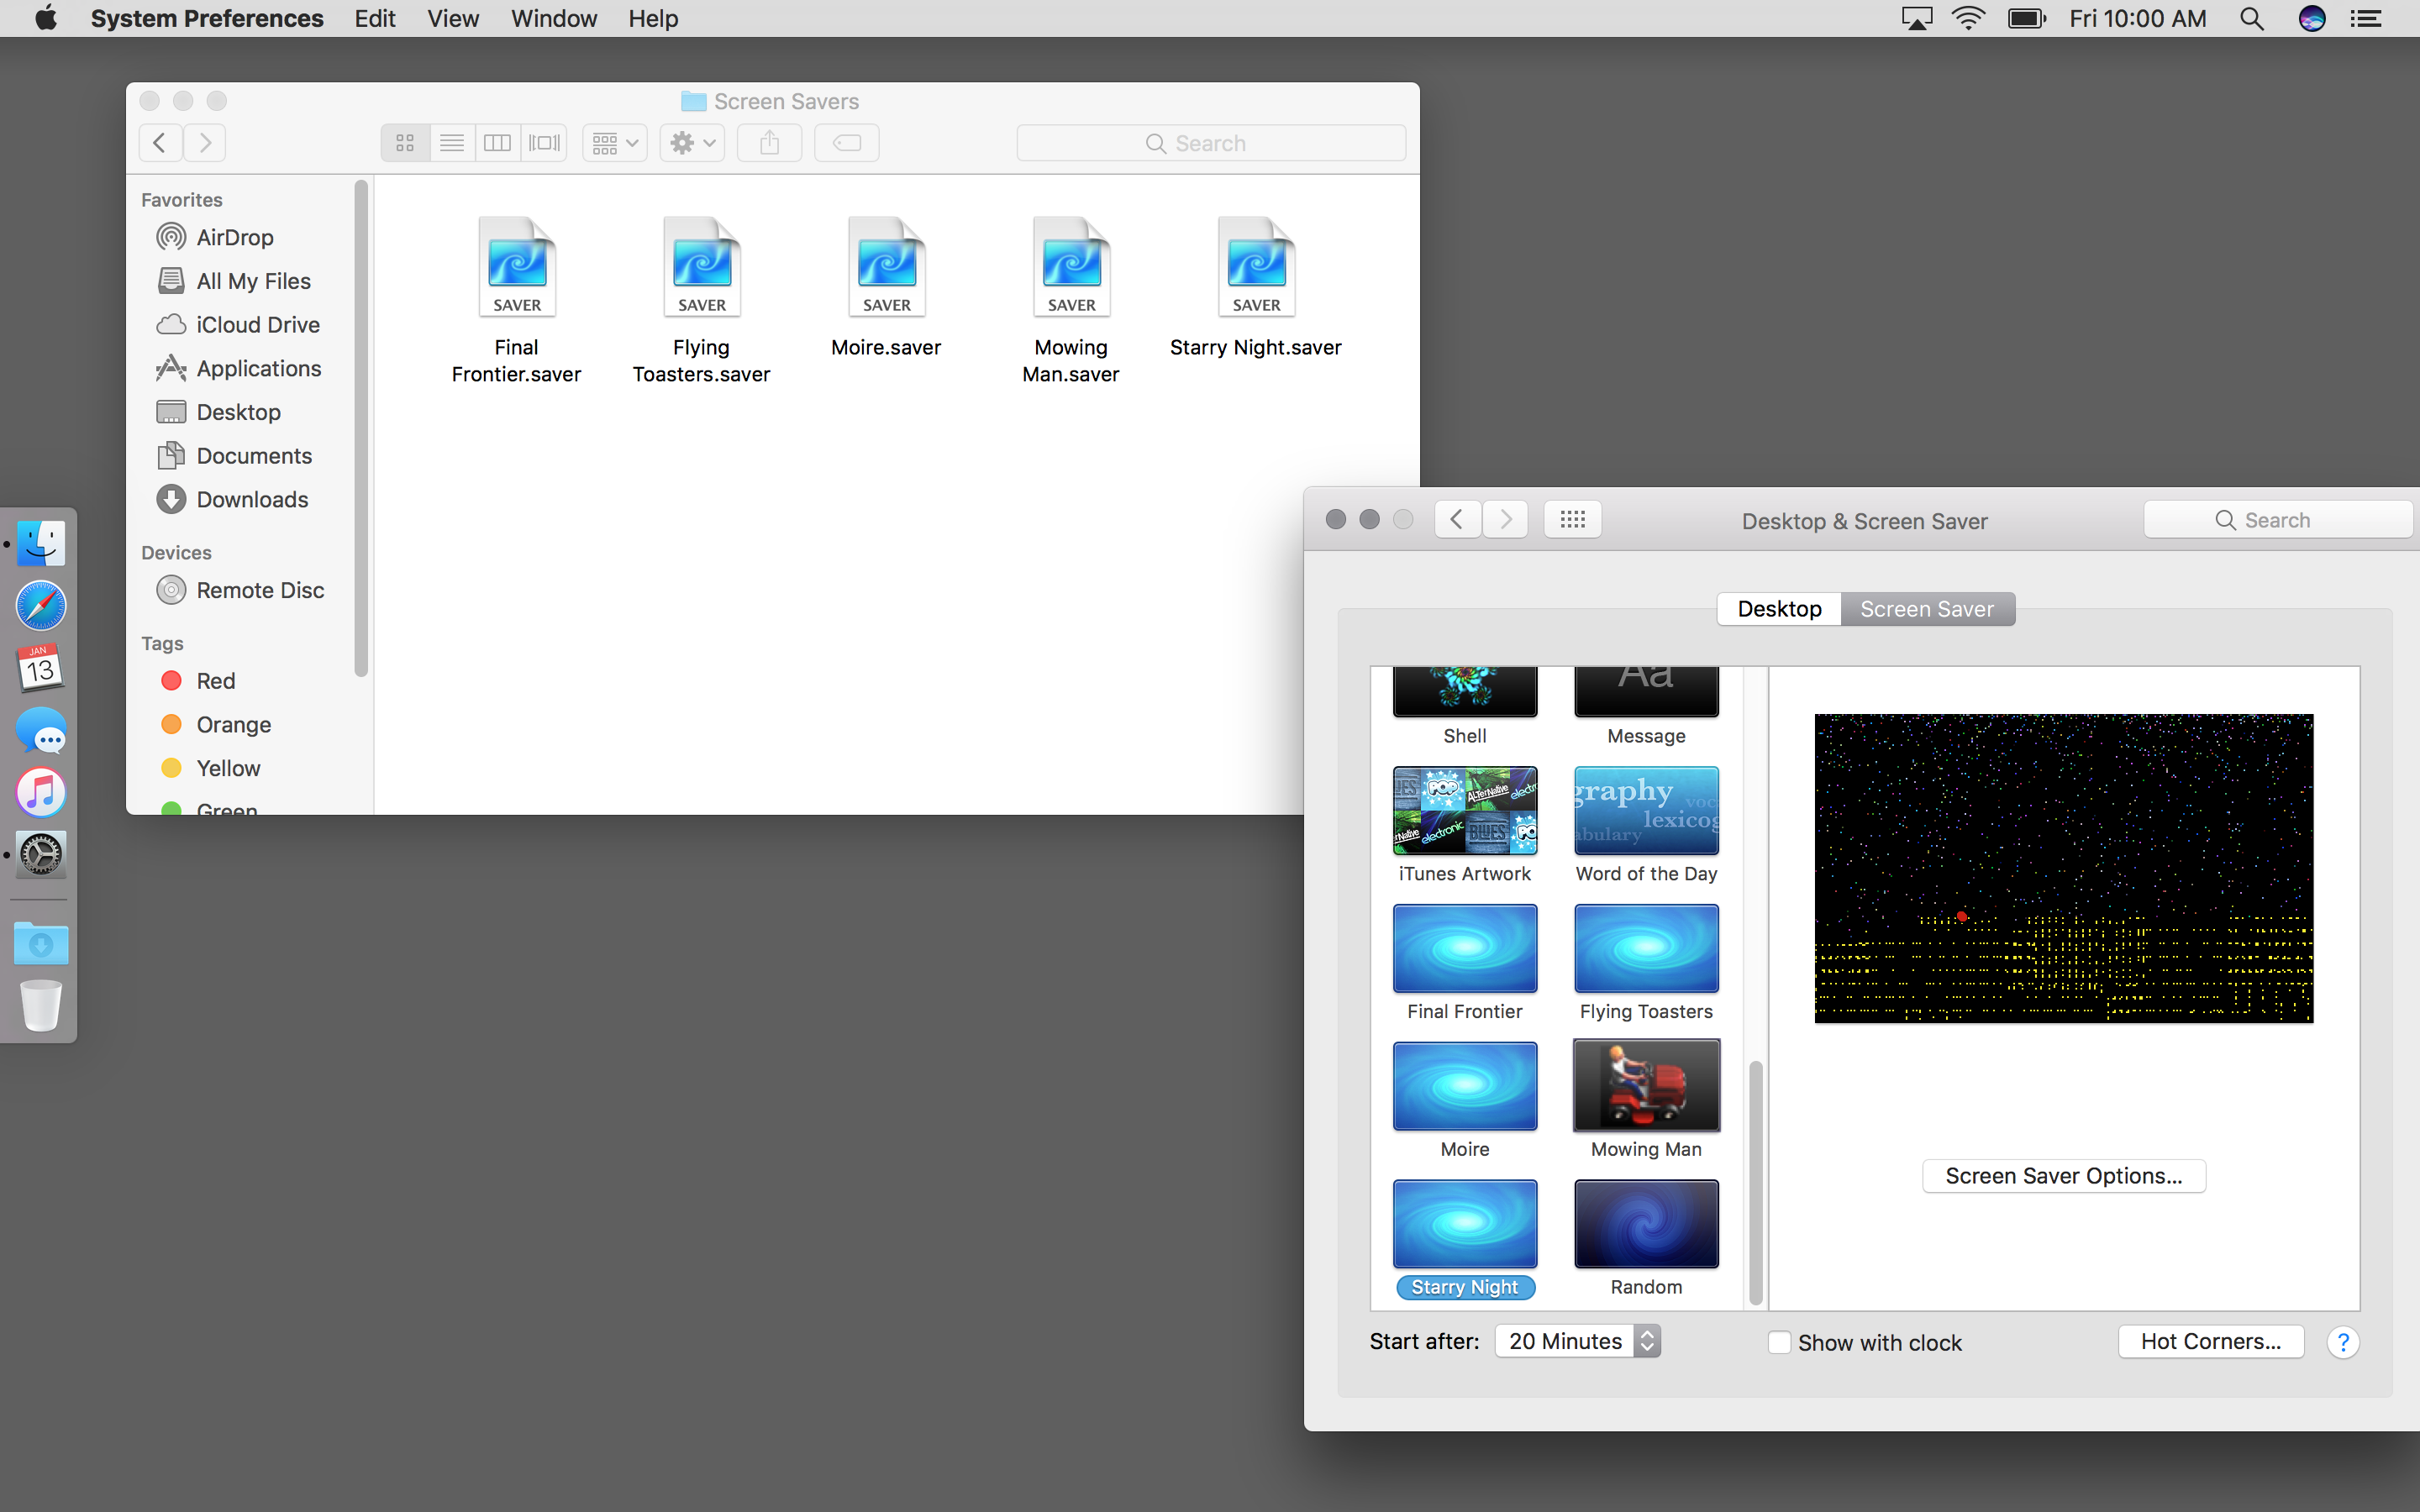 System Preferences Edit View Window Help Fri 10:00 AM
Screen Savers
Search
Favorites
AirDrop
All My Files
iCloud Drive
Applications
Desktop
Documents
Downloads
Devices
Remote Disc
Tags
Red
Orange
Yellow
Green
SAVER SAVER SAVER SAVER SAVER
Final Frontier.saver
Flying Toasters.saver
Moire.saver
Mowing Man.saver
Starry Night.saver
JAN
13
Desktop & Screen Saver
Search
Desktop Screen Saver
Aa
Shell Message
POP ALTerNative
electronic BLUES
graphy
lexicog
abulary
iTunes Artwork Word of the Day
Final Frontier Flying Toasters
Moire Mowing Man
Starry Night Random
Screen Saver Options...
Start after: 20 Minutes Show with clock Hot Corners... ?